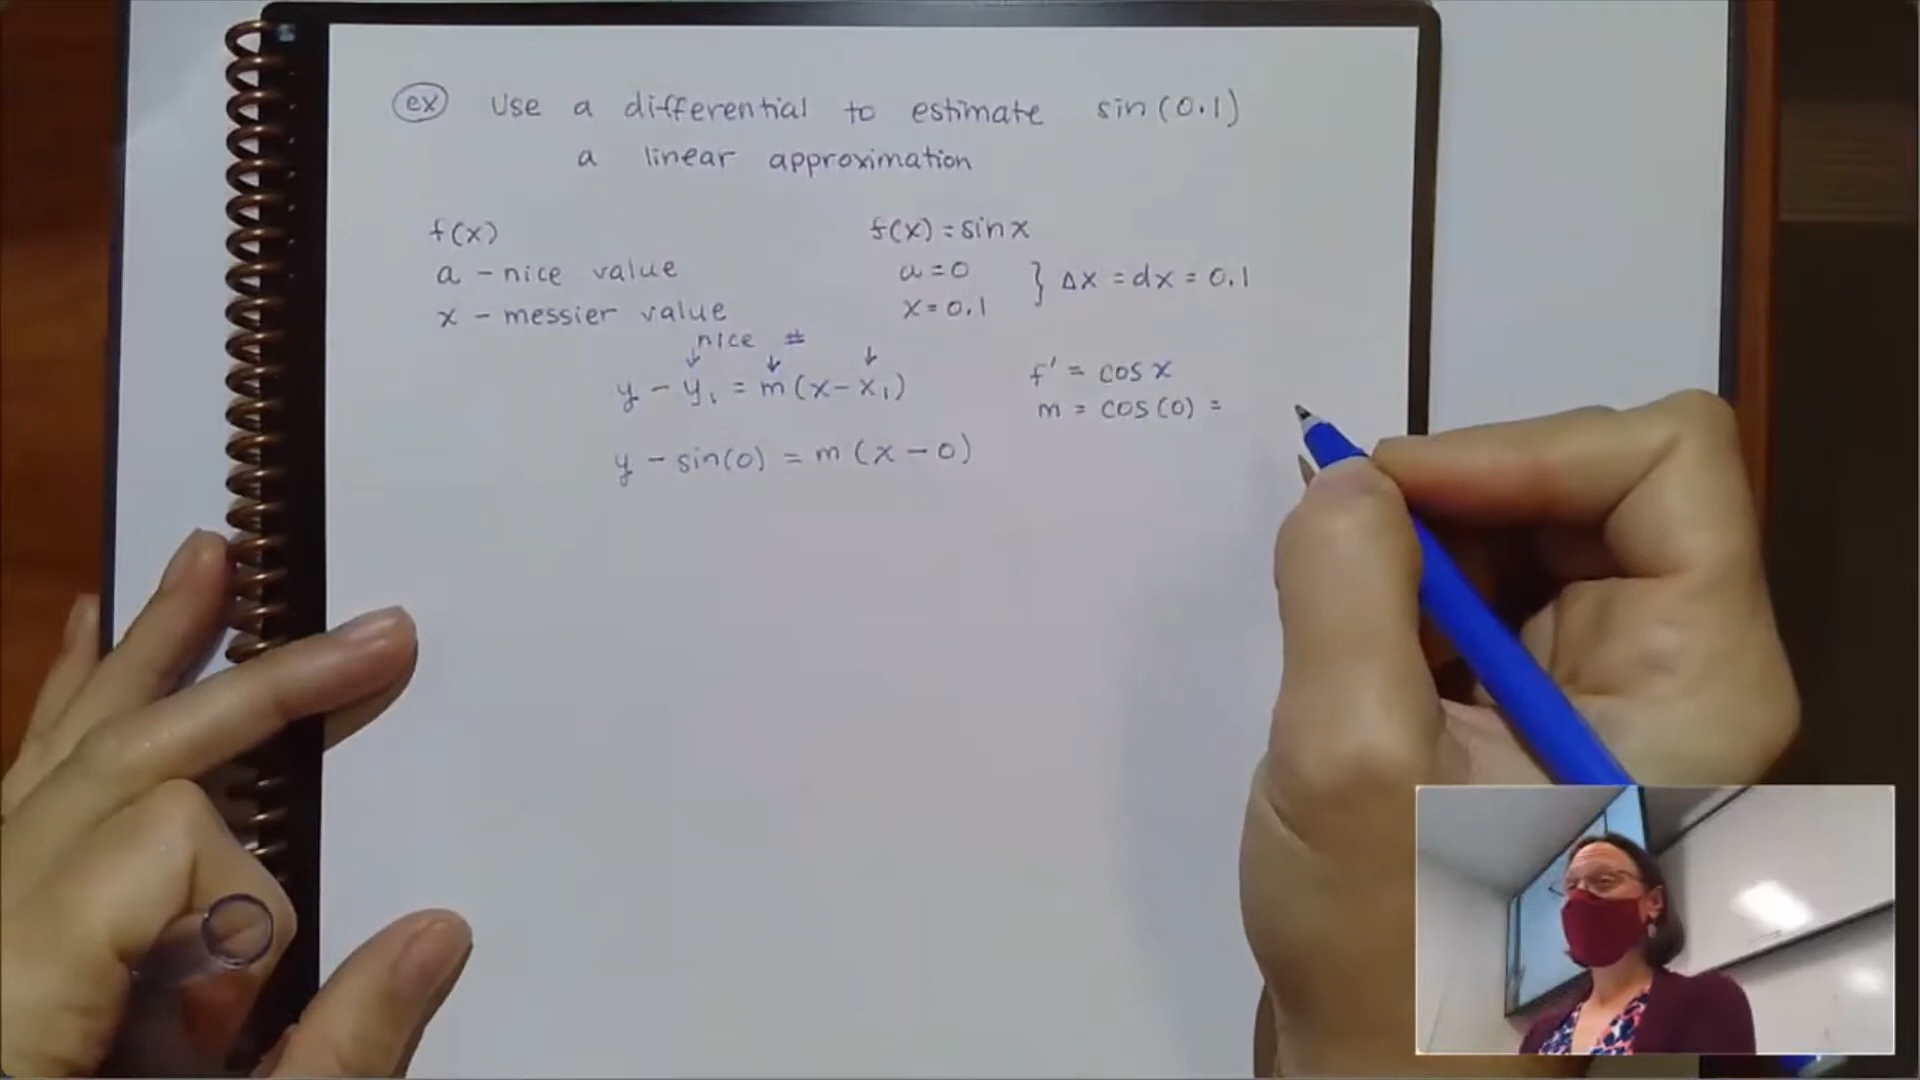 ex Use a differential to estimate sin(0.1)
a linear approximation
f(x)
a - nice value
x - messier value
f(x) = sin x
a = 0
x = 0.1
} Δx = dx = 0.1
nice #
↓ ↓ ↓
y - y₁ = m(x - x₁)
y - sin(0) = m(x - 0)
f' = cos x
m = cos(0) =